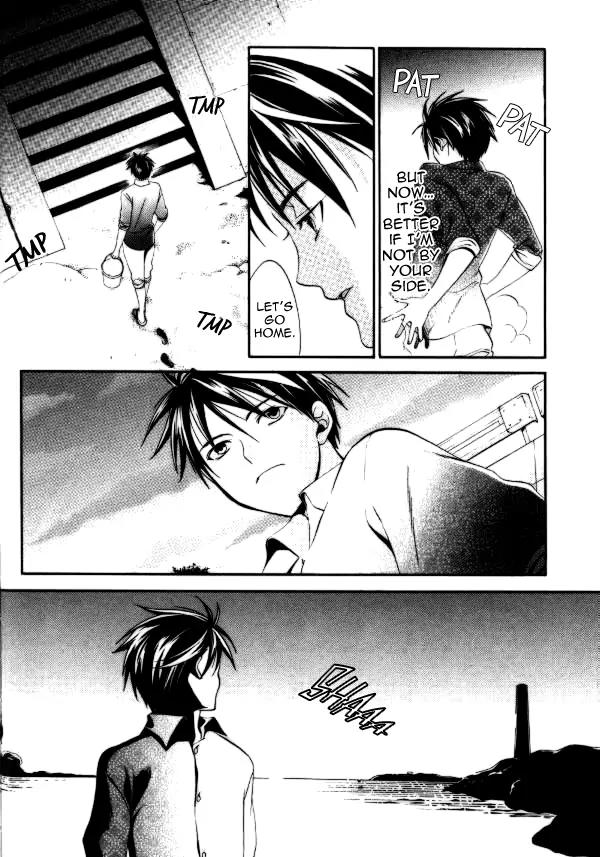 PAT
PAT
BUT
NOW...
IT'S
BETTER
IF I'M
NOT BY
YOUR
SIDE.
LET'S
GO
HOME.
TMP
TMP
TMP
SHAAA